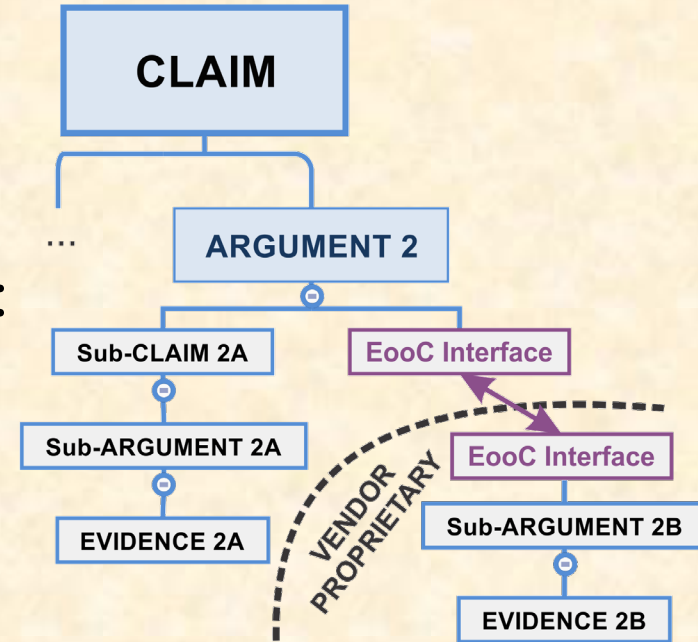 CLAIM
...
ARGUMENT 2
:
Sub-CLAIM 2A
EooC Interface
Sub-ARGUMENT 2A
VENDOR
PROPRIETARY
EooC Interface
EVIDENCE 2A
Sub-ARGUMENT 2B
EVIDENCE 2B